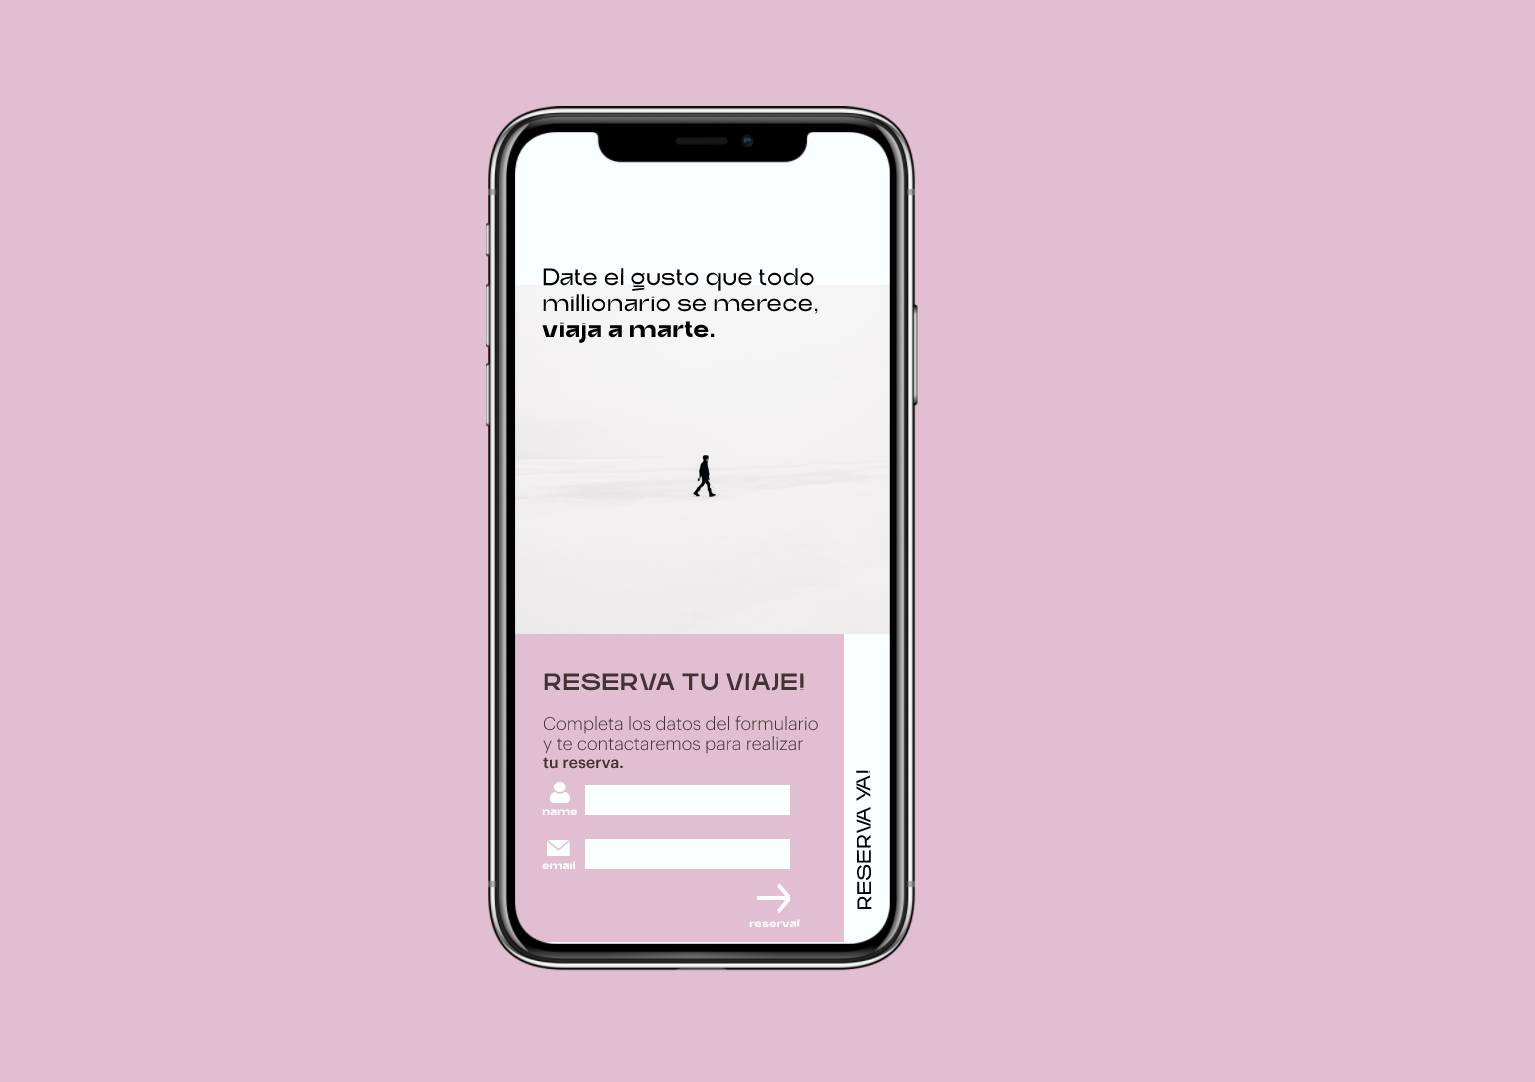 Date el gusto que todo
millionario se merece,
viaja a marte.
RESERVA TU VIAJE!
Completa los datos del formulario
y te contactaremos para realizar
tu reserva.
name
email
reserva!
RESERVA YA!